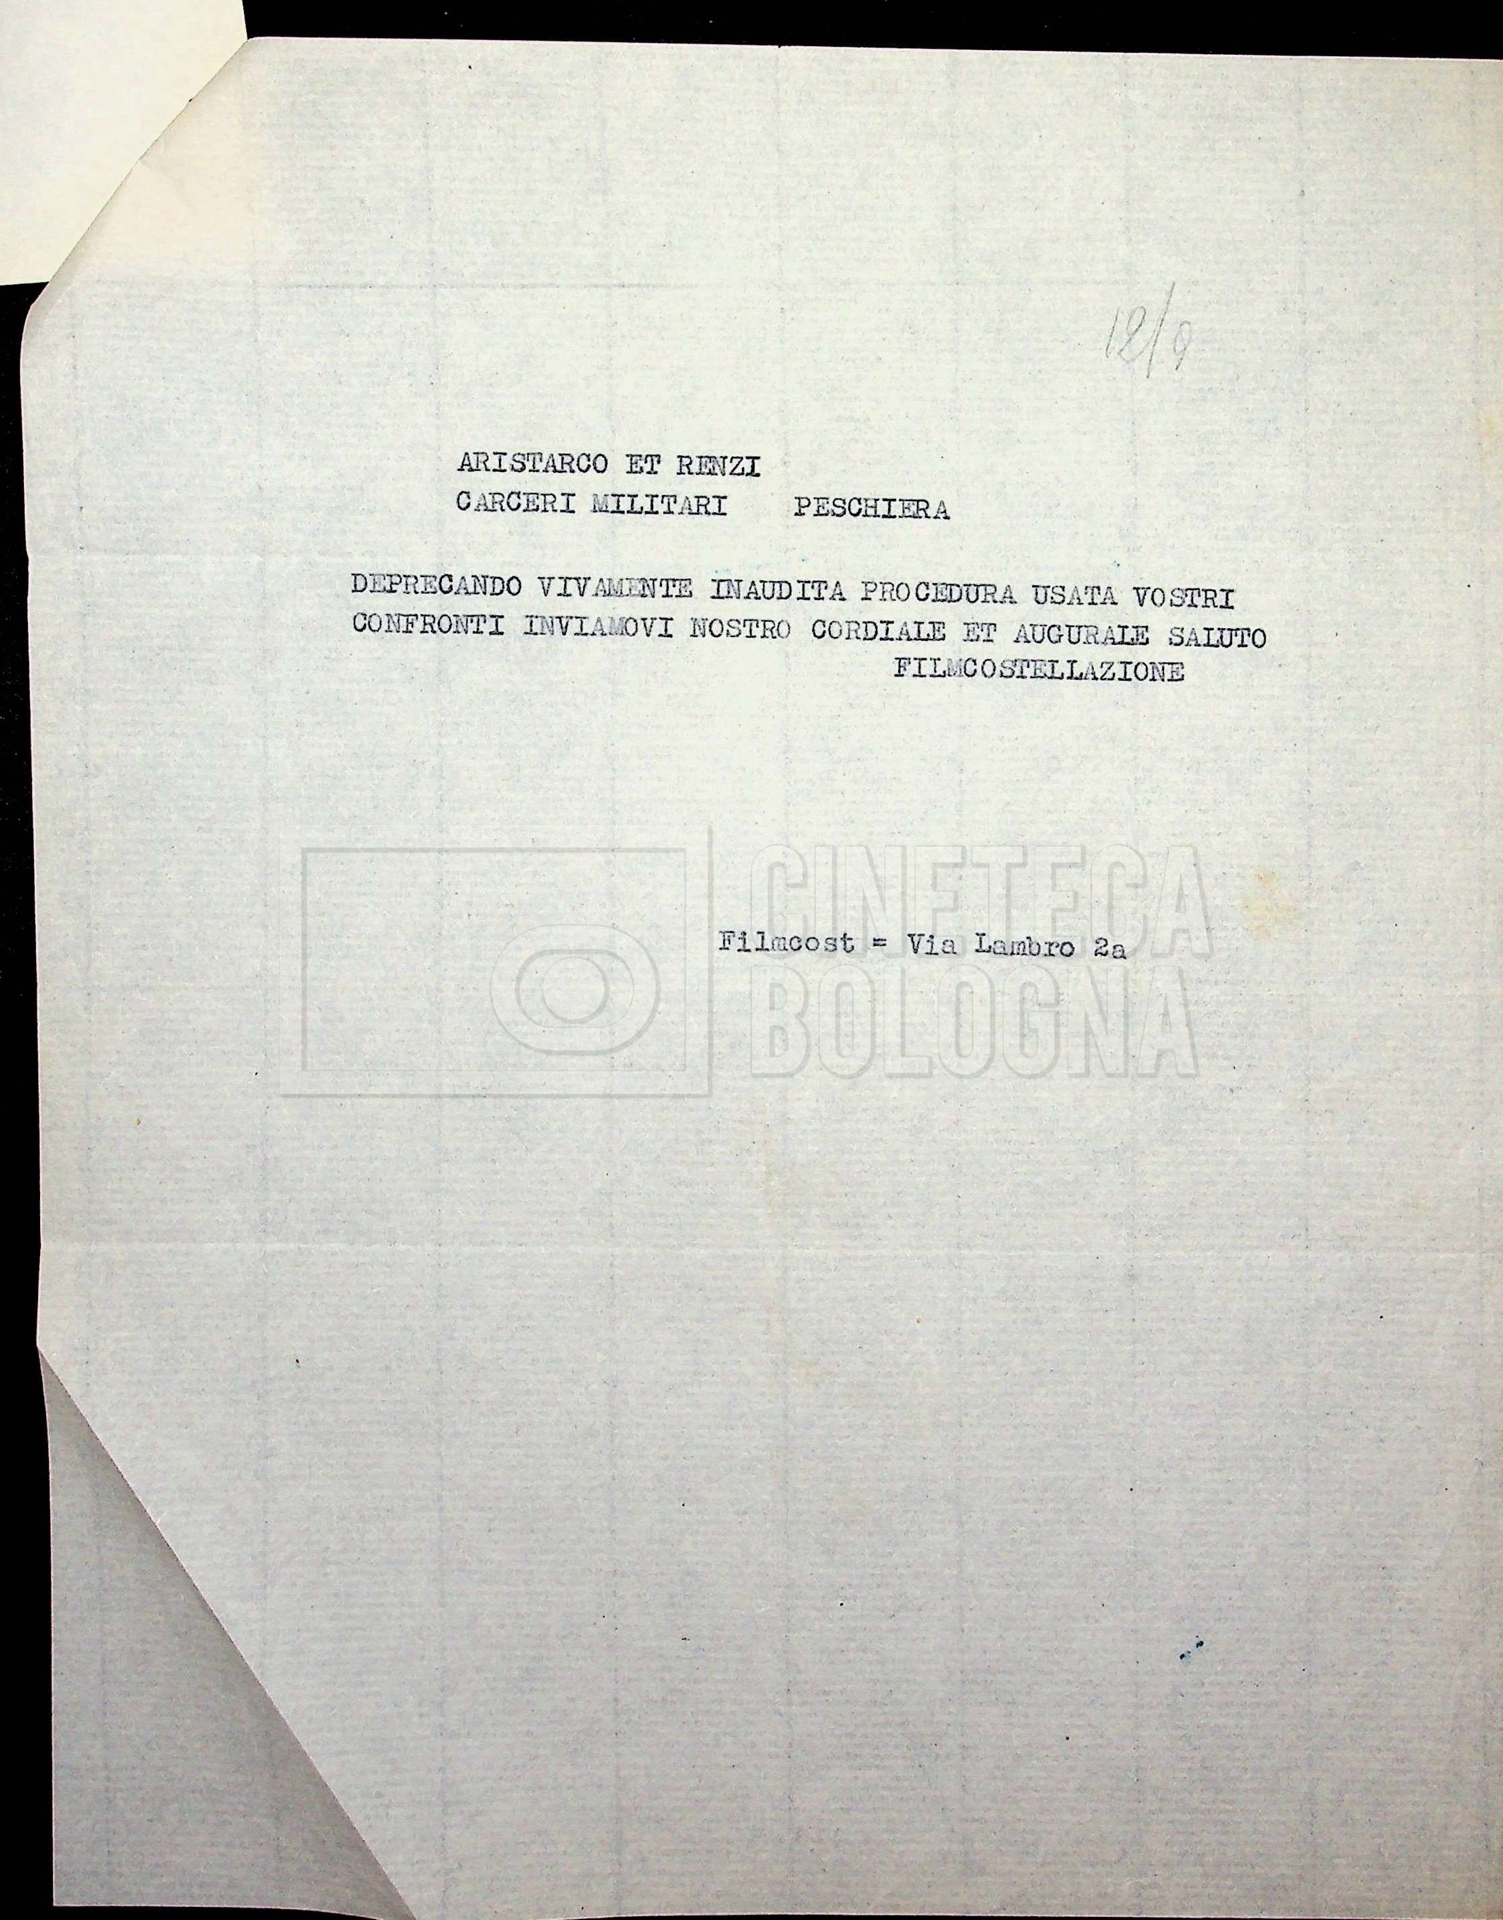 12/9
ARISTARCO ET RENZI
CARCERI MILITARI PESCHIERA
DEPRECANDO VIVAMENTE INAUDITA PROCEDURA USATA VOSTRI
CONFRONTI INVIAMOVI NOSTRO CORDIALE ET AUGURALE SALUTO
FILMCOSTELLAZIONE
CINETECA
Filmcost = Via Lambro 2a
BOLOGNA